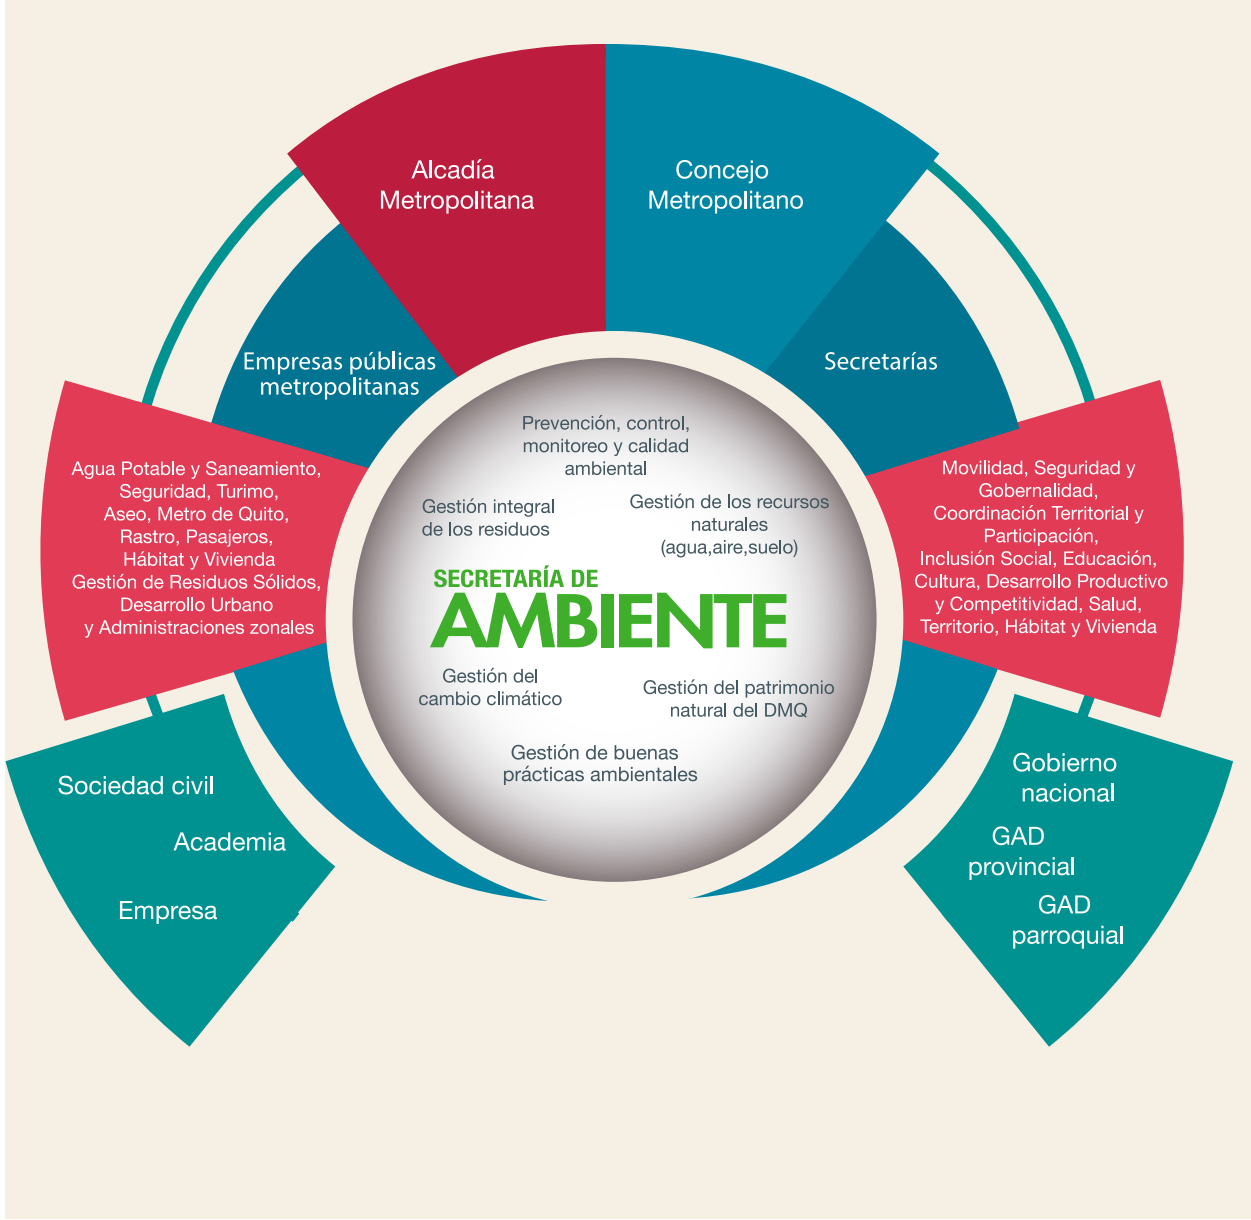 Alcadía
Metropolitana
Concejo
Metropolitano
Empresas públicas
metropolitanas
Secretarías
Agua Potable y Saneamiento,
Seguridad, Turimo,
Aseo, Metro de Quito,
Rastro, Pasajeros,
Hábitat y Vivienda
Gestión de Residuos Sólidos,
Desarrollo Urbano
y Administraciones zonales
Prevención, control,
monitoreo y calidad
ambiental
Gestión integral
de los residuos
Gestión de los recursos
naturales
(agua,aire,suelo)
SECRETARÍA DE
AMBIENTE
Gestión del
cambio climático
Gestión del patrimonio
natural del DMQ
Gestión de buenas
prácticas ambientales
Movilidad, Seguridad y
Gobernalidad,
Coordinación Territorial y
Participación,
Inclusión Social, Educación,
Cultura, Desarrollo Productivo
y Competitividad, Salud,
Territorio, Hábitat y Vivienda
Sociedad civil
Academia
Empresa
Gobierno
nacional
GAD
provincial
GAD
parroquial